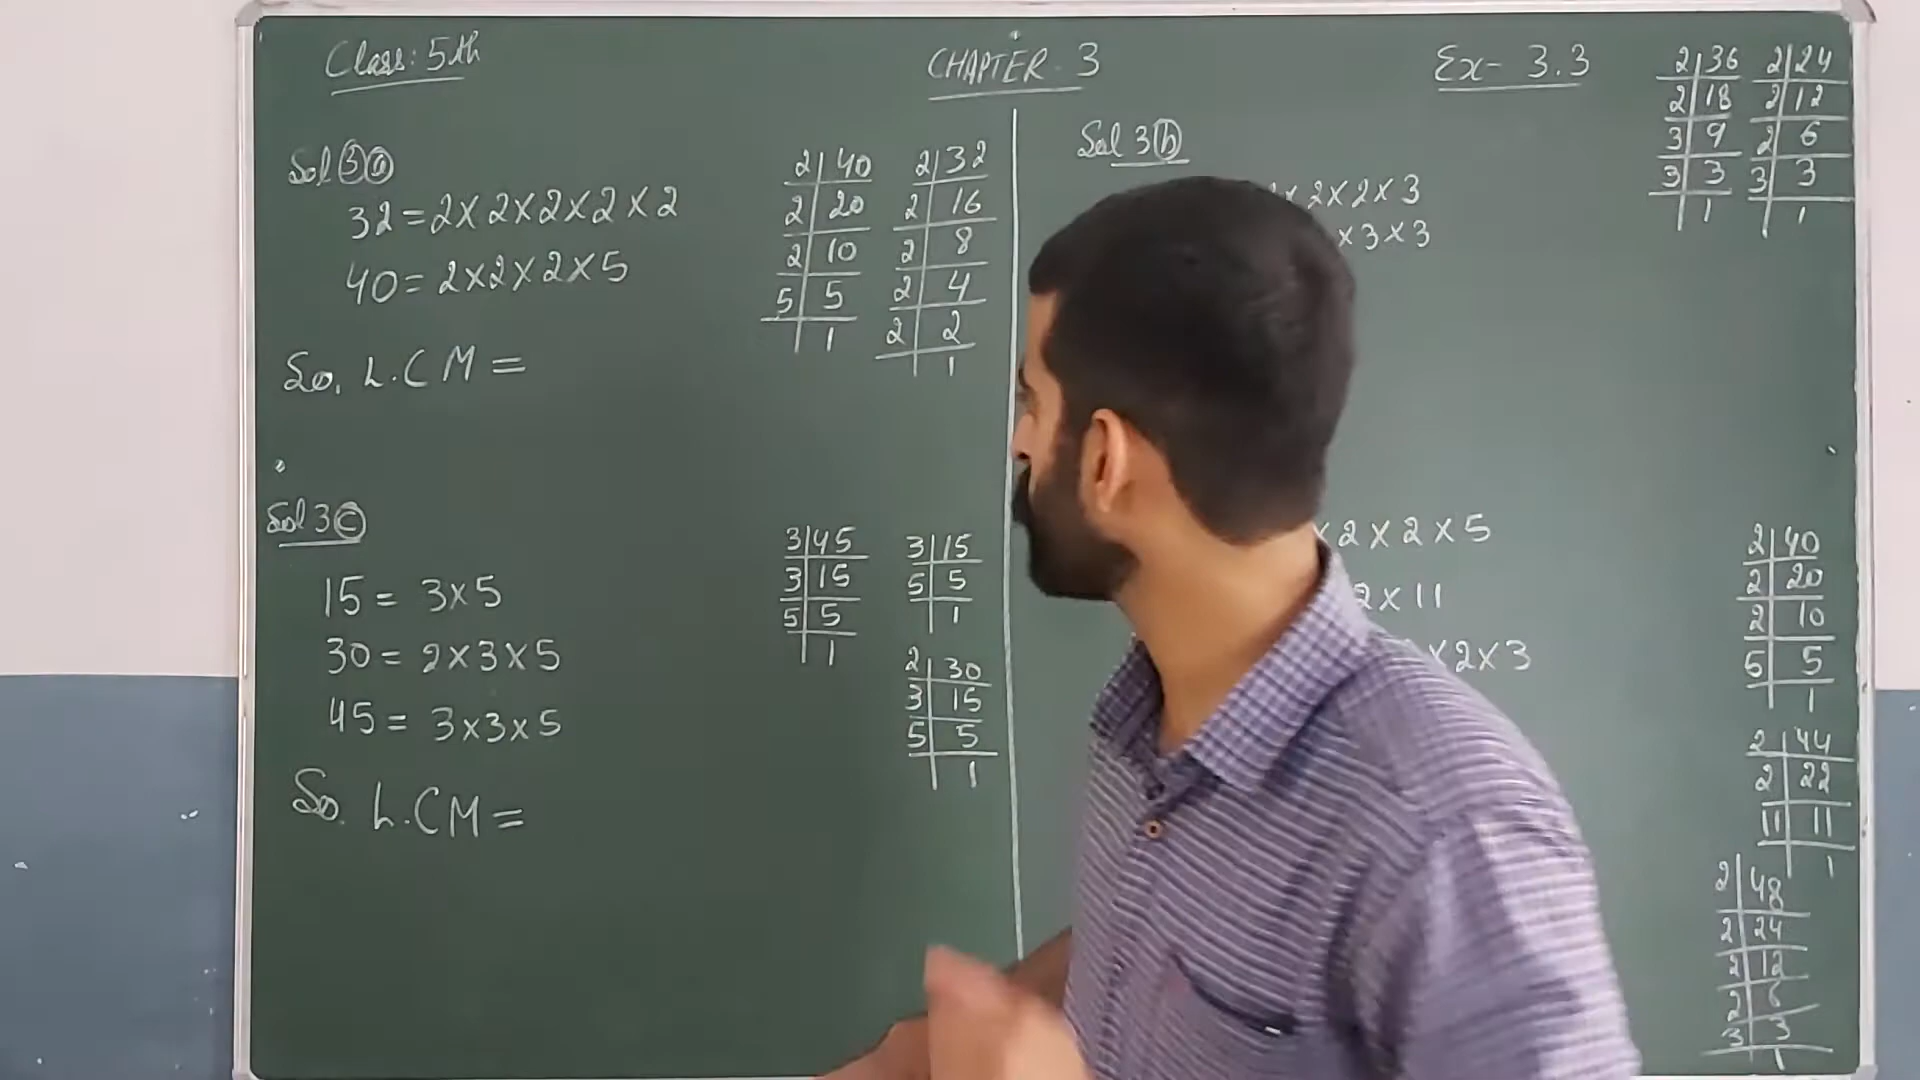 Class: 5th
CHAPTER - 3
Ex- 3.3
Sol 3 a
32 = 2×2×2×2×2
40 = 2×2×2×5
So. L.C M =
2 | 40
2 | 20
2 | 10
5 | 5
| 1
2 | 32
2 | 16
2 | 8
2 | 4
2 | 2
| 1
Sol 3 c
15 = 3×5
30 = 2×3×5
45 = 3×3×5
So. L.C M =
3 | 45
3 | 15
5 | 5
| 1
3 | 15
5 | 5
| 1
2 | 30
3 | 15
5 | 5
| 1
Sol 3 b
×2×2×3
×3×3
2 | 36
2 | 18
3 | 9
3 | 3
| 1
2 | 24
2 | 12
2 | 6
3 | 3
| 1
×2×2×5
2×11
×2×3
2 | 40
2 | 20
2 | 10
5 | 5
| 1
2 | 44
2 | 22
11 | 11
| 1
2 | 48
2 | 24
2 | 12
2 | 6
3 | 3
| 1